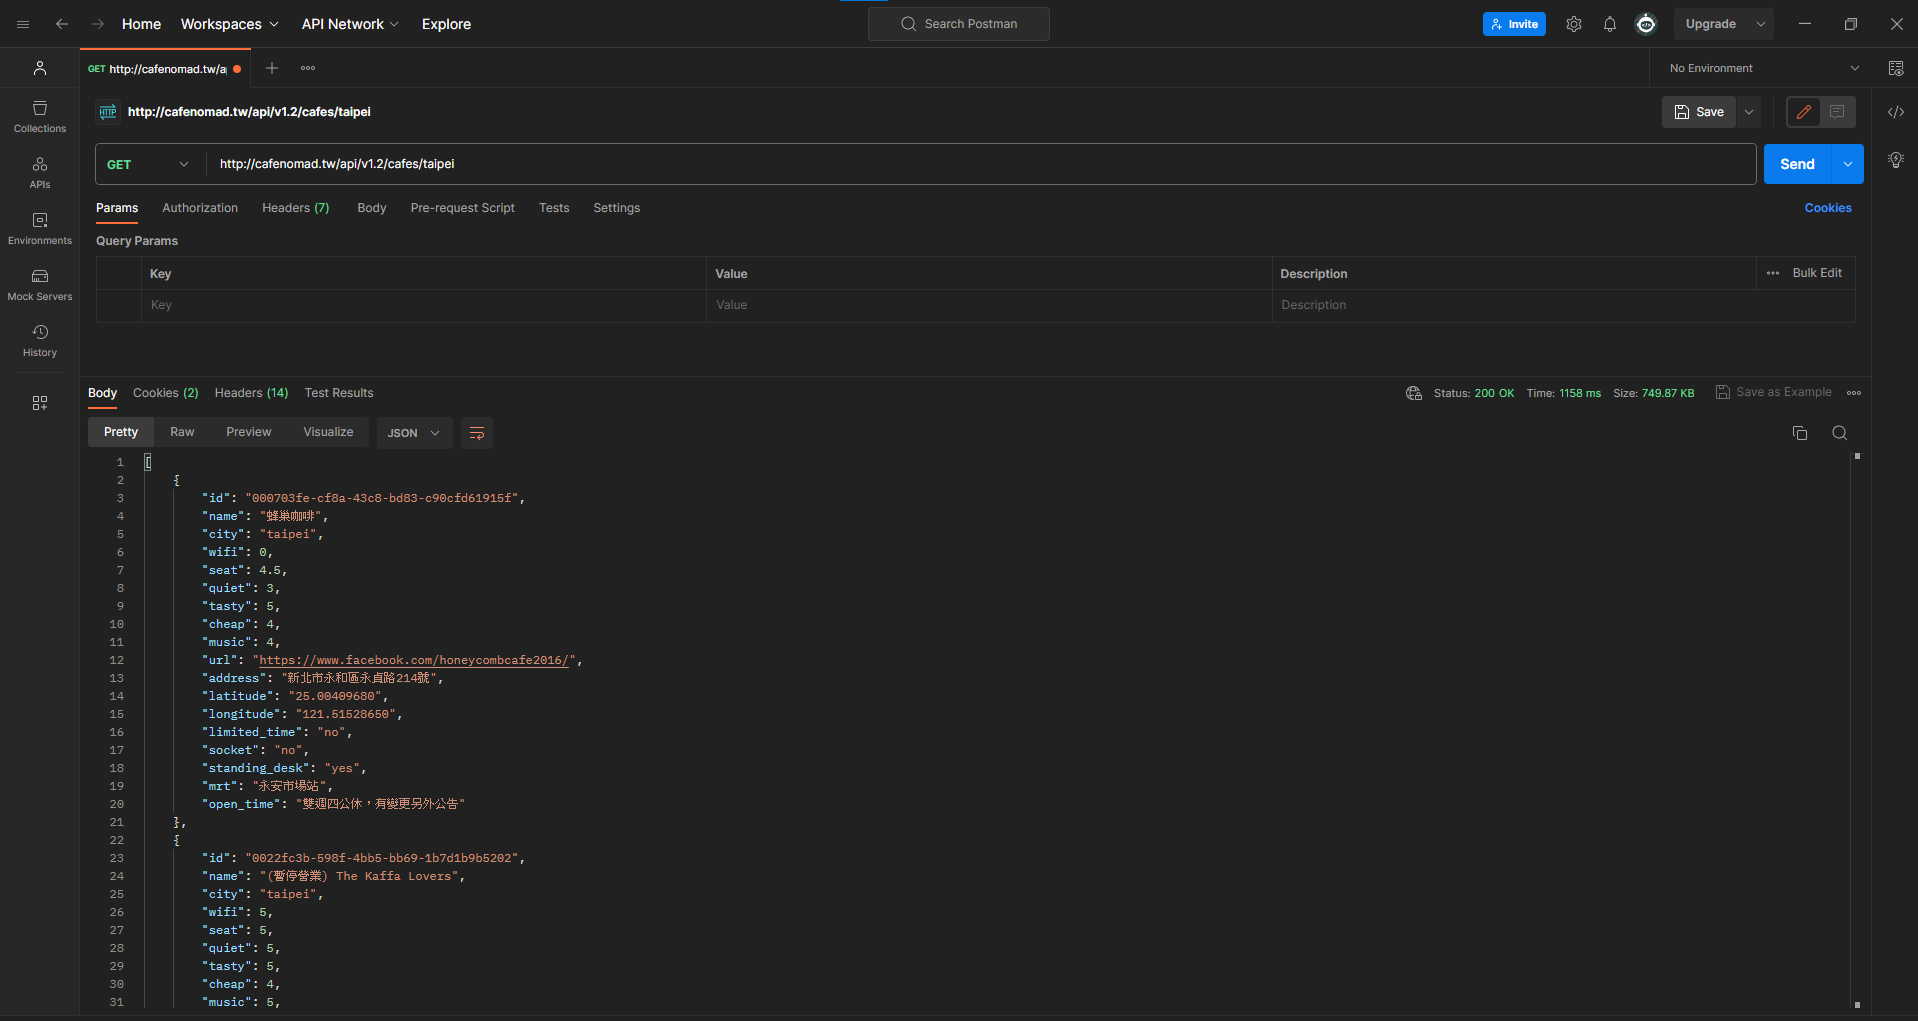 Home Workspaces API Network Explore Search Postman Invite Upgrade
GET http://cafenomad.tw/a No Environment
HTTP http://cafenomad.tw/api/v1.2/cafes/taipei Save
GET http://cafenomad.tw/api/v1.2/cafes/taipei Send
Collections
APIs
Environments
Mock Servers
History
Params Authorization Headers (7) Body Pre-request Script Tests Settings Cookies
Query Params
Key Value Description Bulk Edit
Key Value Description
Body Cookies (2) Headers (14) Test Results Status: 200 OK Time: 1158 ms Size: 749.87 KB Save as Example
Pretty Raw Preview Visualize JSON
1 [
2 {
3 "id": "000703fe-cf8a-43c8-bd83-c90cfd61915f",
4 "name": "蜂巢咖啡",
5 "city": "taipei",
6 "wifi": 0,
7 "seat": 4.5,
8 "quiet": 3,
9 "tasty": 5,
10 "cheap": 4,
11 "music": 4,
12 "url": "https://www.facebook.com/honeycombcafe2016/",
13 "address": "新北市永和區永貞路214號",
14 "latitude": "25.00409680",
15 "longitude": "121.51528650",
16 "limited_time": "no",
17 "socket": "no",
18 "standing_desk": "yes",
19 "mrt": "永安市場站",
20 "open_time": "雙週四公休，有變更另外公告"
21 },
22 {
23 "id": "0022fc3b-598f-4bb5-bb69-1b7d1b9b5202",
24 "name": "(暫停營業) The Kaffa Lovers",
25 "city": "taipei",
26 "wifi": 5,
27 "seat": 5,
28 "quiet": 5,
29 "tasty": 5,
30 "cheap": 4,
31 "music": 5,